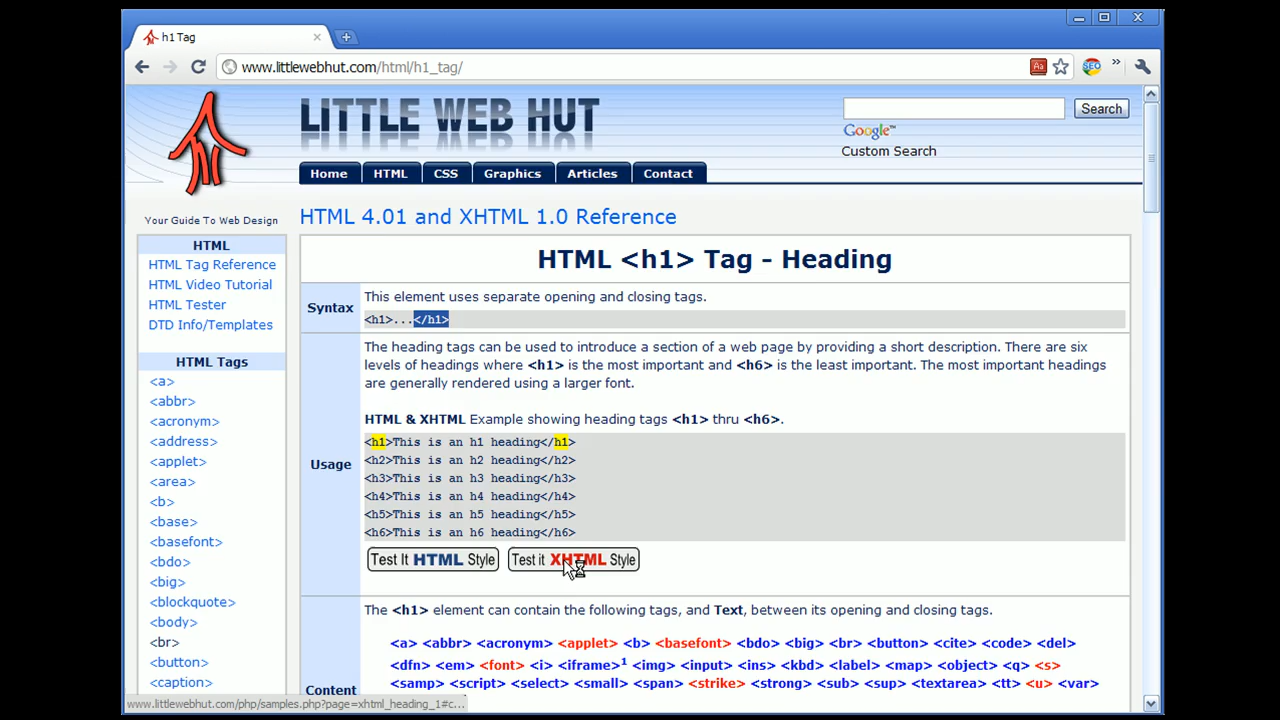 h1 Tag
www.littlewebhut.com/html/h1_tag/
LITTLE WEB HUT
Search
Google™
Custom Search
Home HTML CSS Graphics Articles Contact
Your Guide To Web Design
HTML
HTML Tag Reference
HTML Video Tutorial
HTML Tester
DTD Info/Templates
HTML Tags
<a>
<abbr>
<acronym>
<address>
<applet>
<area>
<b>
<base>
<basefont>
<bdo>
<big>
<blockquote>
<body>
<br>
<button>
<caption>
HTML 4.01 and XHTML 1.0 Reference
HTML <h1> Tag - Heading
Syntax
This element uses separate opening and closing tags.
<h1>...</h1>
Usage
The heading tags can be used to introduce a section of a web page by providing a short description. There are six
levels of headings where <h1> is the most important and <h6> is the least important. The most important headings
are generally rendered using a larger font.
HTML & XHTML Example showing heading tags <h1> thru <h6>.
<h1>This is an h1 heading</h1>
<h2>This is an h2 heading</h2>
<h3>This is an h3 heading</h3>
<h4>This is an h4 heading</h4>
<h5>This is an h5 heading</h5>
<h6>This is an h6 heading</h6>
Test It HTML Style Test it XHTML Style
Content
The <h1> element can contain the following tags, and Text, between its opening and closing tags.
<a> <abbr> <acronym> <applet> <b> <basefont> <bdo> <big> <br> <button> <cite> <code> <del>
<dfn> <em> <font> <i> <iframe>¹ <img> <input> <ins> <kbd> <label> <map> <object> <q> <s>
<samp> <script> <select> <small> <span> <strike> <strong> <sub> <sup> <textarea> <tt> <u> <var>
www.littlewebhut.com/php/samples.php?page=xhtml_heading_1#c...
SEO
Aa